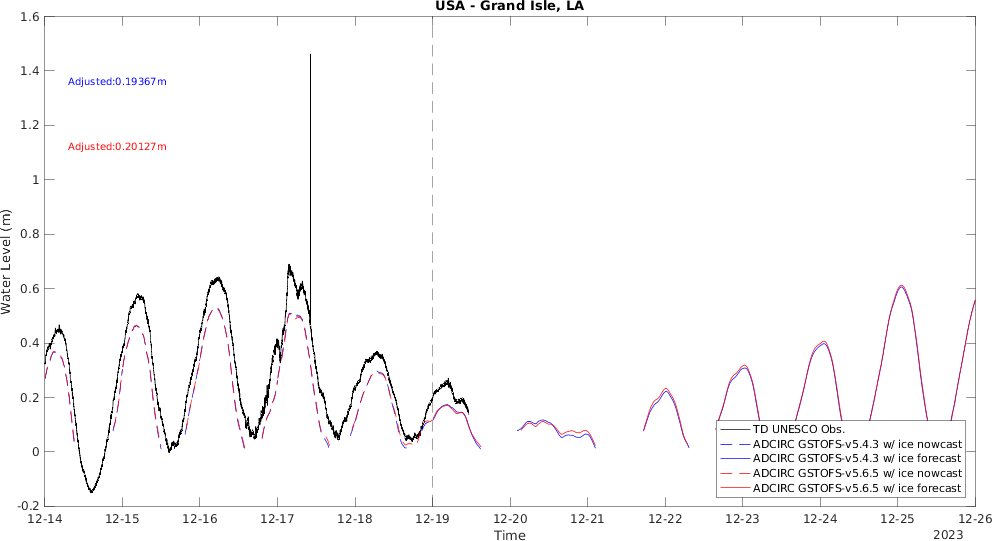 USA - Grand Isle, LA
1.6
1.4
1.2
1
0.8
0.6
0.4
0.2
0
-0.2
Water Level (m)
Adjusted:0.19367m
Adjusted:0.20127m
TD UNESCO Obs.
ADCIRC GSTOFS-v5.4.3 w/ ice nowcast
ADCIRC GSTOFS-v5.4.3 w/ ice forecast
ADCIRC GSTOFS-v5.6.5 w/ ice nowcast
ADCIRC GSTOFS-v5.6.5 w/ ice forecast
12-14 12-15 12-16 12-17 12-18 12-19 12-20 12-21 12-22 12-23 12-24 12-25 12-26
Time
2023